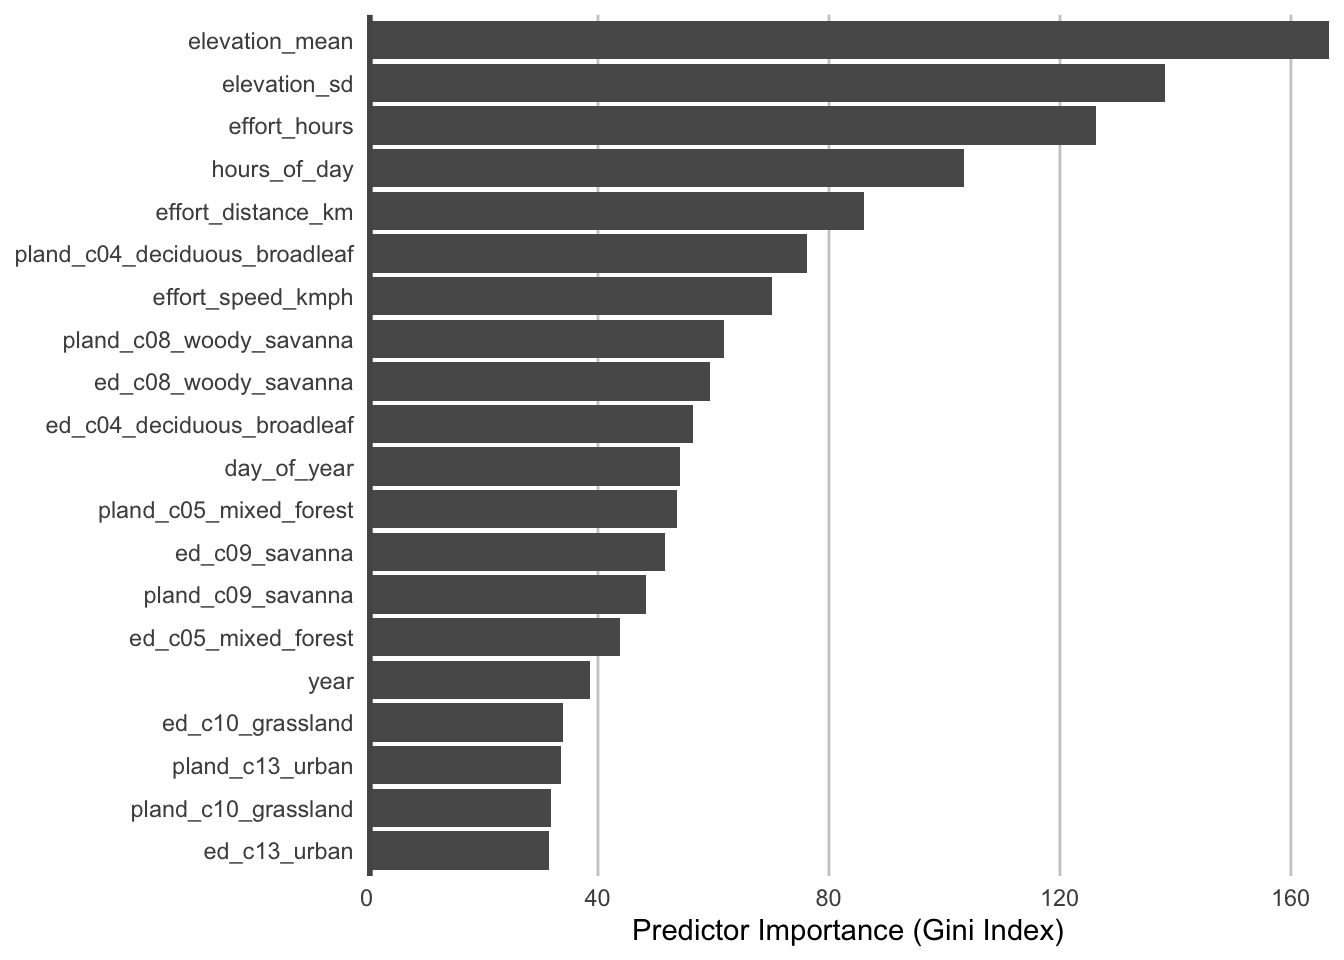 elevation_mean
elevation_sd
effort_hours
hours_of_day
effort_distance_km
pland_c04_deciduous_broadleaf
effort_speed_kmph
pland_c08_woody_savanna
ed_c08_woody_savanna
ed_c04_deciduous_broadleaf
day_of_year
pland_c05_mixed_forest
ed_c09_savanna
pland_c09_savanna
ed_c05_mixed_forest
year
ed_c10_grassland
pland_c13_urban
pland_c10_grassland
ed_c13_urban
0 40 80 120 160
Predictor Importance (Gini Index)